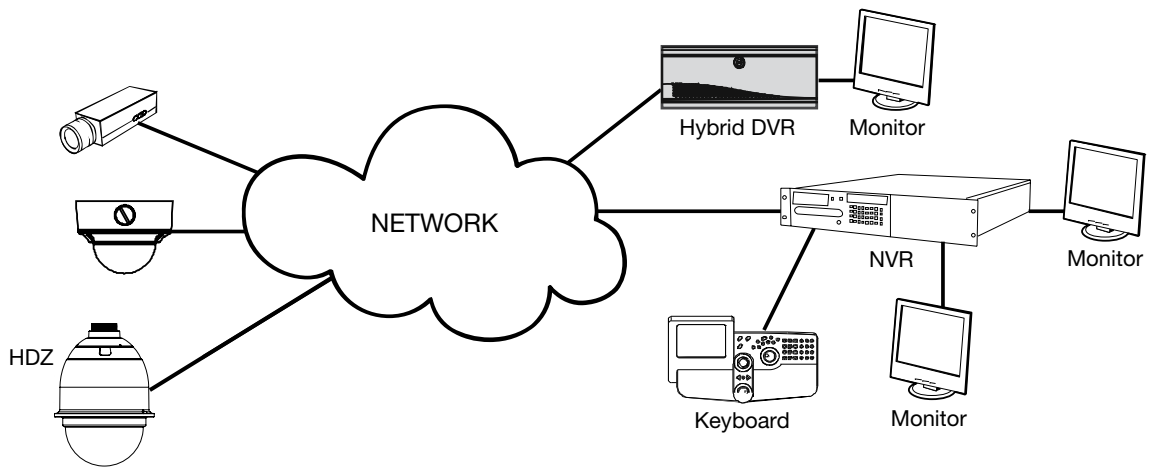 Hybrid DVR
Monitor
NETWORK
NVR
Monitor
HDZ
Keyboard
Monitor